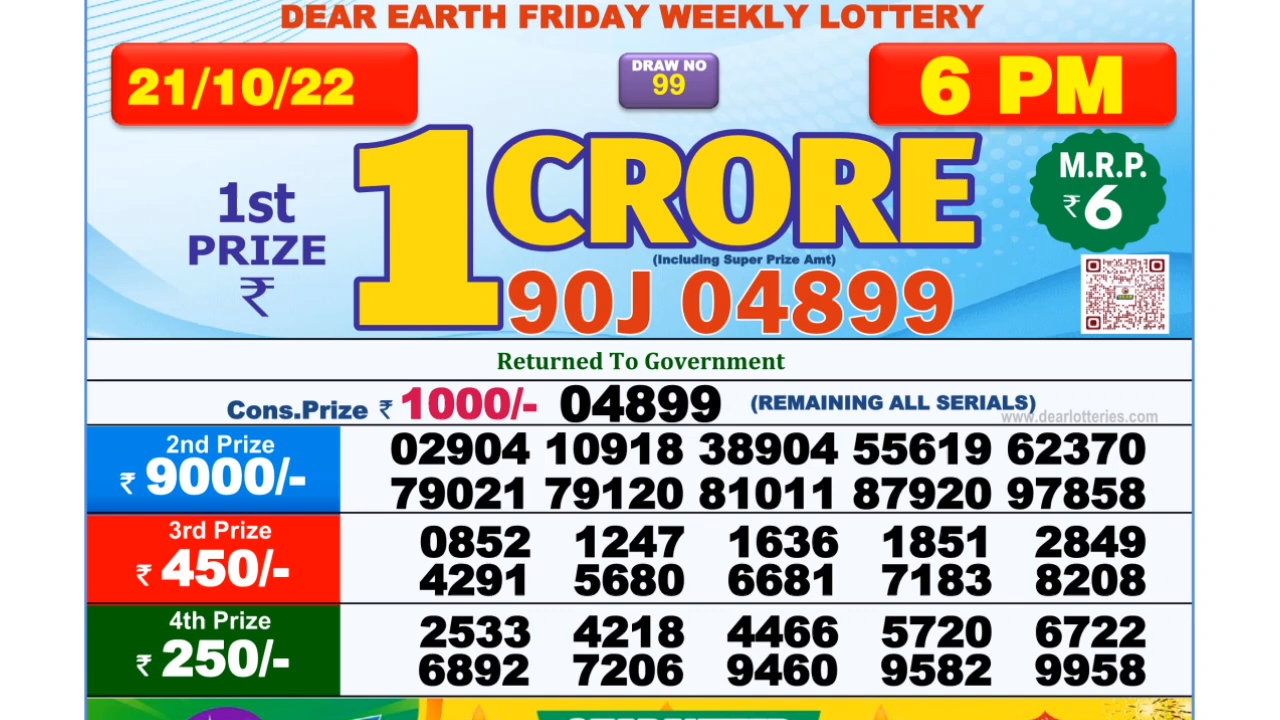 DEAR EARTH FRIDAY WEEKLY LOTTERY
21/10/22
DRAW NO
99
6 PM
1st
PRIZE
₹
1 CRORE
(Including Super Prize Amt)
90J 04899
M.R.P.
₹ 6
Returned To Government
Cons.Prize ₹ 1000/- 04899 (REMAINING ALL SERIALS)
www.dearlotteries.com
2nd Prize
₹ 9000/-
02904 10918 38904 55619 62370
79021 79120 81011 87920 97858
3rd Prize
₹ 450/-
0852 1247 1636 1851 2849
4291 5680 6681 7183 8208
4th Prize
₹ 250/-
2533 4218 4466 5720 6722
6892 7206 9460 9582 9958